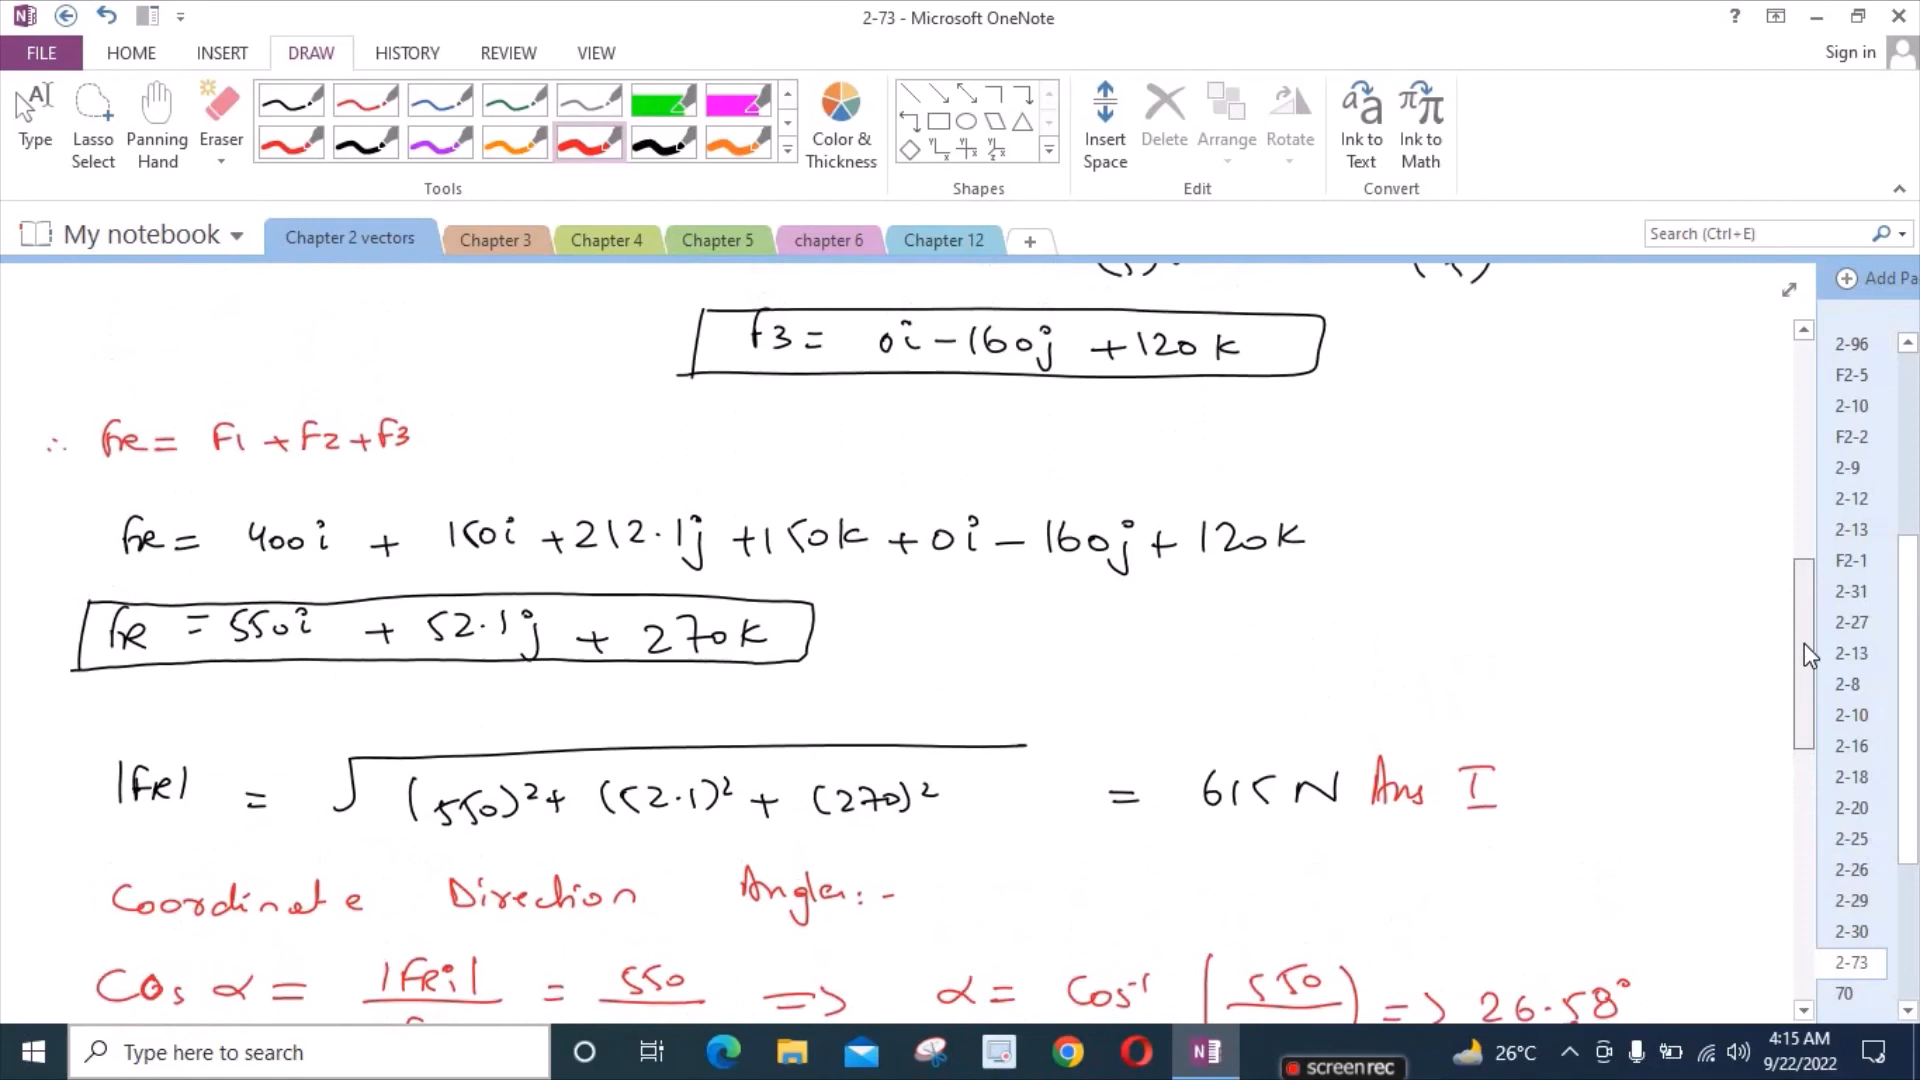 2-73 - Microsoft OneNote
?
FILE HOME INSERT DRAW HISTORY REVIEW VIEW
Sign in
Type
Lasso Select
Panning Hand
Eraser
Color & Thickness
Insert Space
Delete
Arrange
Rotate
Ink to Text
Ink to Math
Tools
Shapes
Edit
Convert
My notebook
Chapter 2 vectors
Chapter 3
Chapter 4
Chapter 5
chapter 6
Chapter 12
Search (Ctrl+E)
Add Pa
F3 = 0i - 160j + 120k
∴ FR = F1 + F2 + F3
FR = 400i + 150i + 212.1j + 150k + 0i - 160j + 120k
FR = 550i + 52.1j + 270k
|FR| = √(550)² + (52.1)² + (270)² = 615 N Ans I
Coordinate Direction Angles: -
Cos α = |FRi| = 550 => α = Cos⁻¹ (550) => 26.58°
2-96
F2-5
2-10
F2-2
2-9
2-12
2-13
F2-1
2-31
2-27
2-13
2-8
2-10
2-16
2-18
2-20
2-25
2-26
2-29
2-30
2-73
70
Type here to search
screenrec
26°C
4:15 AM
9/22/2022